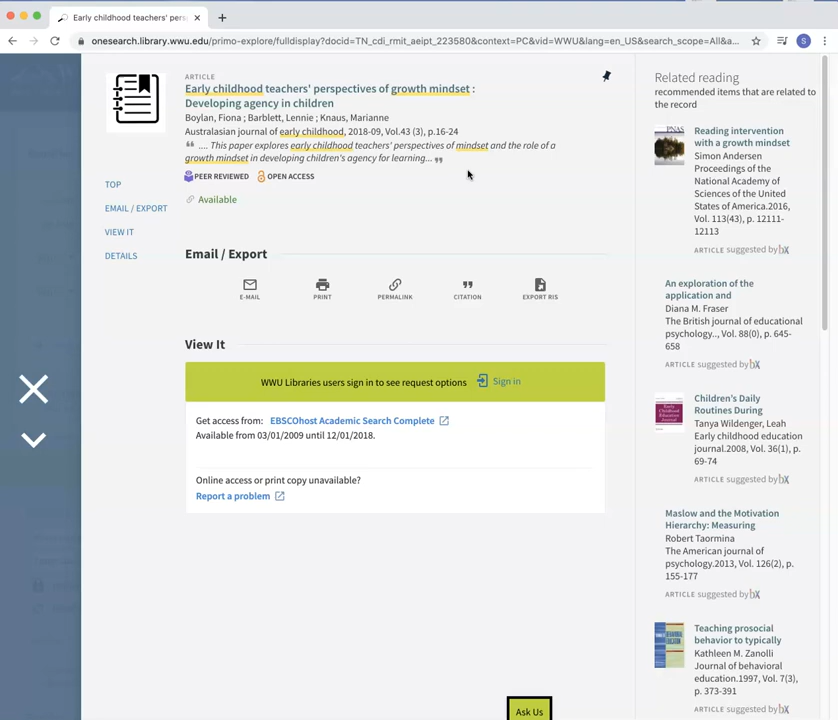 Early childhood teachers' pers
onesearch.library.wwu.edu/primo-explore/fulldisplay?docid=TN_cdi_rmit_aeipt_223580&context=PC&vid=WWU&lang=en_US&search_scope=All&a...
S
ARTICLE
Early childhood teachers' perspectives of growth mindset :
Developing agency in children
Boylan, Fiona ; Barblett, Lennie ; Knaus, Marianne
Australasian journal of early childhood, 2018-09, Vol.43 (3), p.16-24
❝ .... This paper explores early childhood teachers' perspectives of mindset and the role of a
growth mindset in developing children's agency for learning... ❞
PEER REVIEWED OPEN ACCESS
Available
TOP
EMAIL / EXPORT
VIEW IT
DETAILS
Email / Export
E-MAIL
PRINT
PERMALINK
CITATION
EXPORT RIS
View It
WWU Libraries users sign in to see request options Sign in
Get access from: EBSCOhost Academic Search Complete
Available from 03/01/2009 until 12/01/2018.
Online access or print copy unavailable?
Report a problem
Related reading
recommended items that are related to
the record
Reading intervention
with a growth mindset
Simon Andersen
Proceedings of the
National Academy of
Sciences of the United
States of America.2016,
Vol. 113(43), p. 12111-
12113
ARTICLE suggested by bX
An exploration of the
application and
Diana M. Fraser
The British journal of educational
psychology., Vol. 88(0), p. 645-
658
ARTICLE suggested by bX
Children's Daily
Routines During
Tanya Wildenger, Leah
Early childhood education
journal.2008, Vol. 36(1), p.
69-74
ARTICLE suggested by bX
Maslow and the Motivation
Hierarchy: Measuring
Robert Taormina
The American journal of
psychology.2013, Vol. 126(2), p.
155-177
ARTICLE suggested by bX
Teaching prosocial
behavior to typically
Kathleen M. Zanolli
Journal of behavioral
education.1997, Vol. 7(3),
p. 373-391
ARTICLE suggested by bX
Ask Us